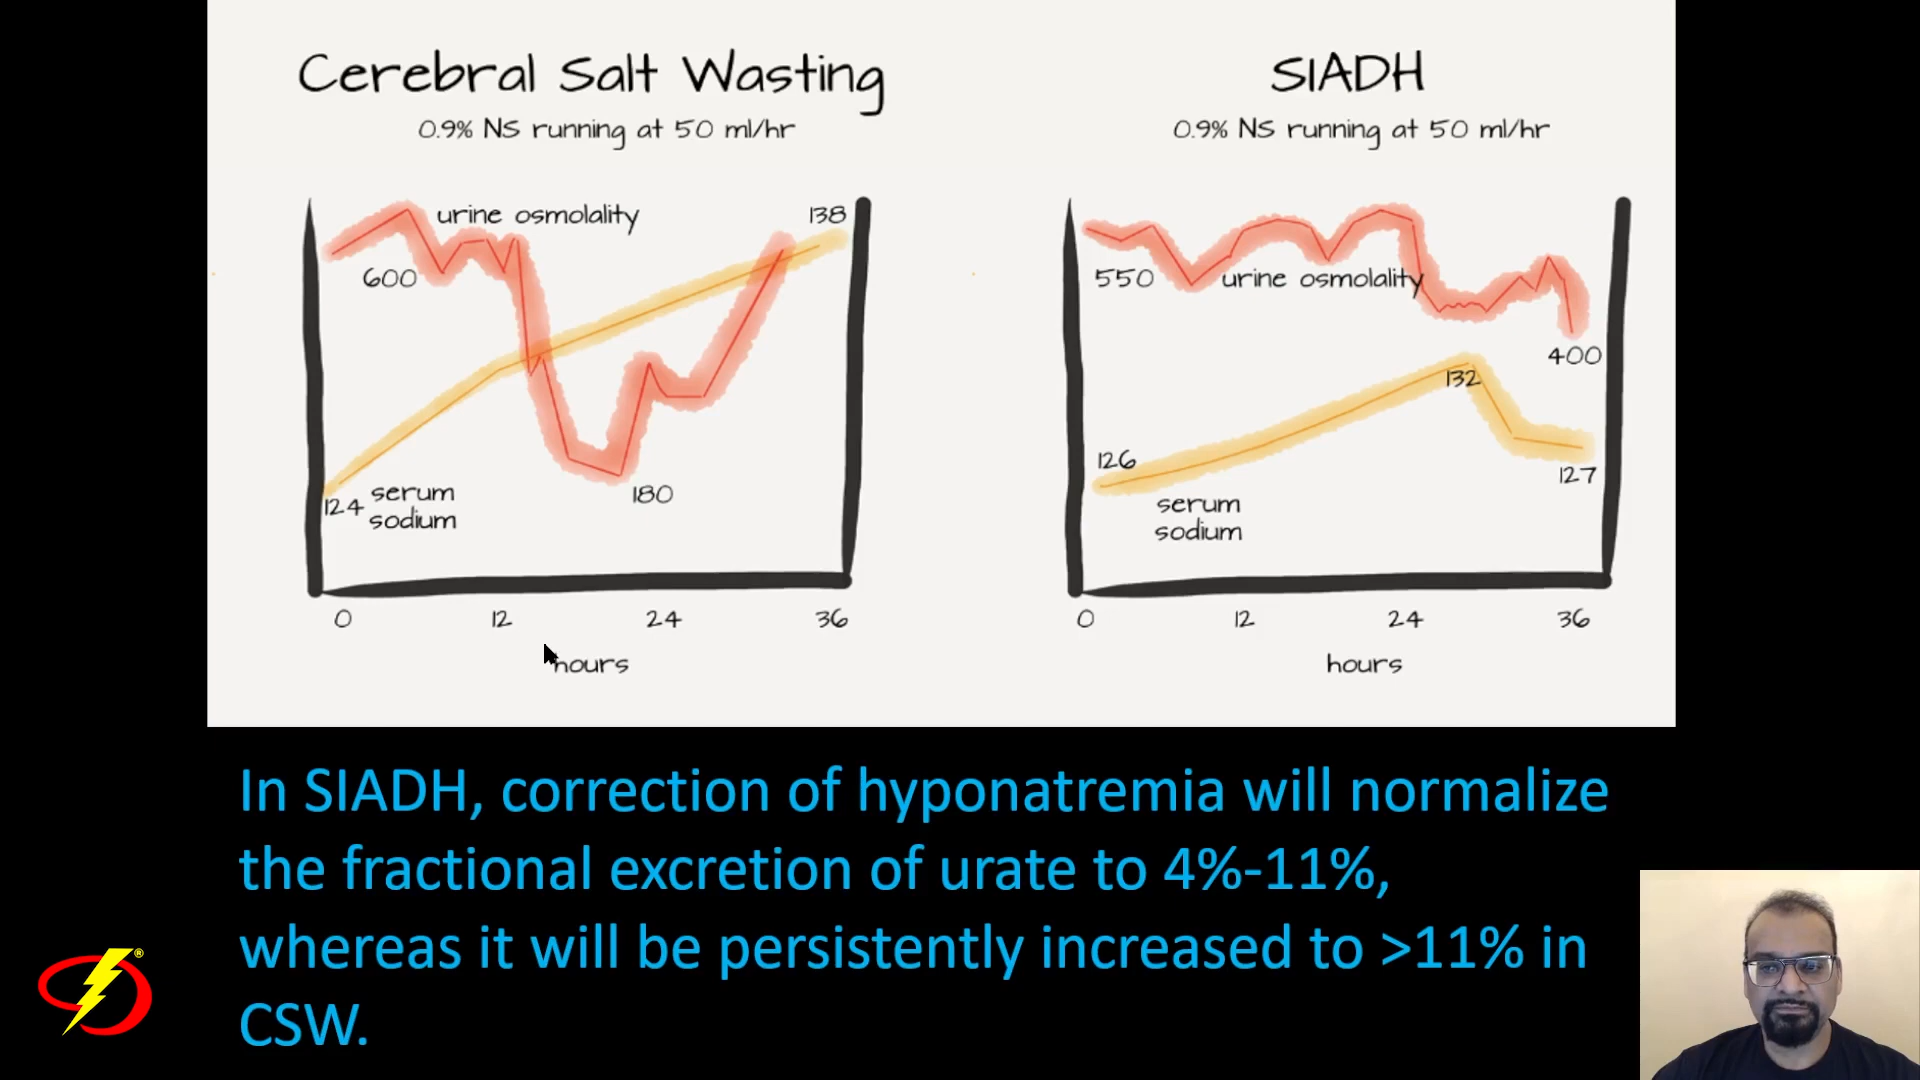 Cerebral Salt Wasting
0.9% NS running at 50 ml/hr
urine osmolality
138
600
124
serum
sodium
180
0
12
24
36
hours
SIADH
0.9% NS running at 50 ml/hr
550
urine osmolality
400
132
126
127
serum
sodium
0
12
24
36
hours
In SIADH, correction of hyponatremia will normalize
the fractional excretion of urate to 4%-11%,
whereas it will be persistently increased to >11% in
CSW.
®